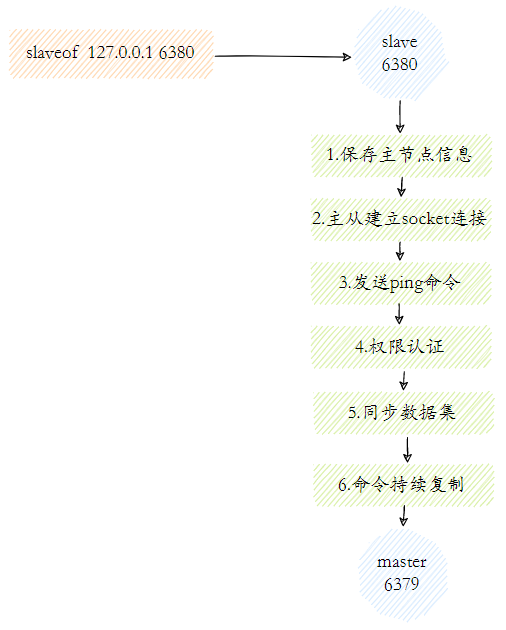 slaveof 127.0.0.1 6380
slave
6380
1.保存主节点信息
2.主从建立socket连接
3.发送ping命令
4.权限认证
5.同步数据集
6.命令持续复制
master
6379